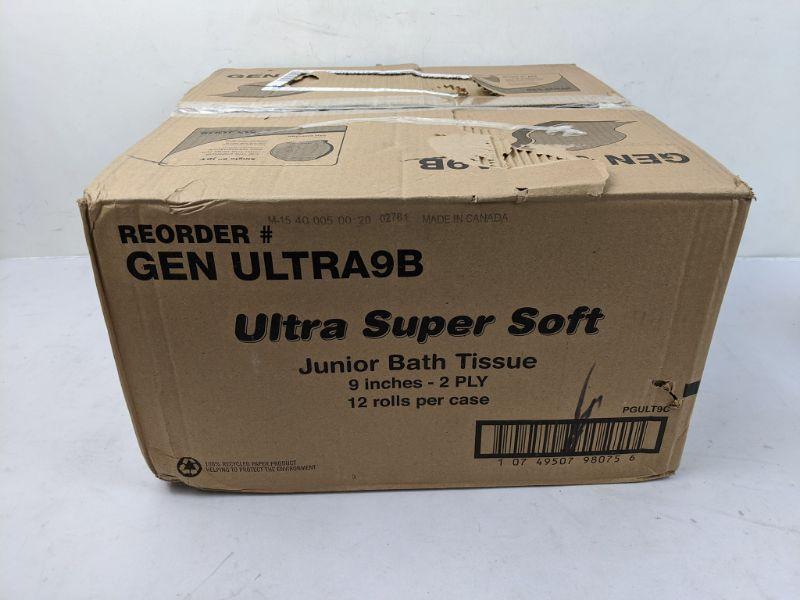 GEN
GEN
A9B
M-15 40 005 00:20 02761 MADE IN CANADA
REORDER #
GEN ULTRA9B
Ultra Super Soft
Junior Bath Tissue
9 inches - 2 PLY
12 rolls per case
PGULT9C
1 07 49507 98075 6
100% RECYCLED PAPER PRODUCT
HELPING TO PROTECT THE ENVIRONMENT